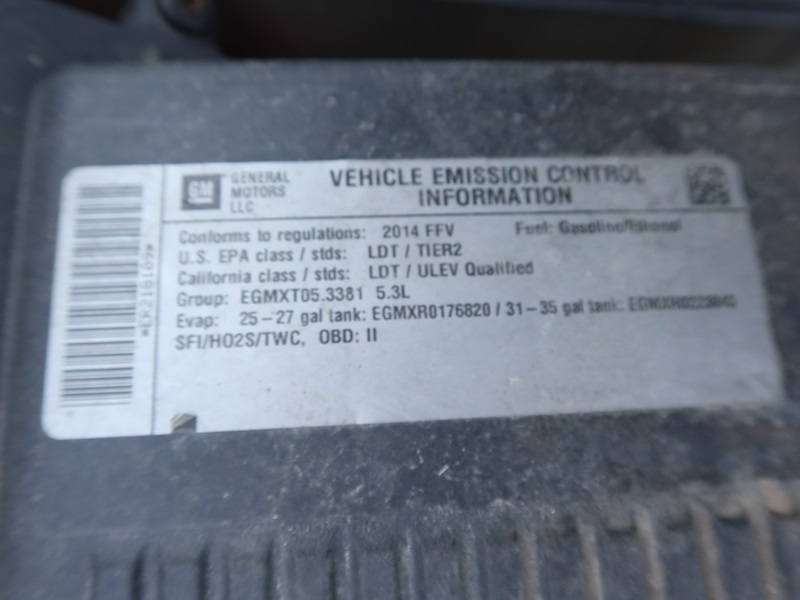 GM
GENERAL
MOTORS
LLC
VEHICLE EMISSION CONTROL
INFORMATION
Conforms to regulations: 2014 FFV Fuel: Gasoline/Ethanol
U.S. EPA class / stds: LDT / TIER2
California class / stds: LDT / ULEV Qualified
Group: EGMXT05.3381 5.3L
Evap: 25-27 gal tank: EGMXR0176820 / 31-35 gal tank:
SFI/HO2S/TWC, OBD: II